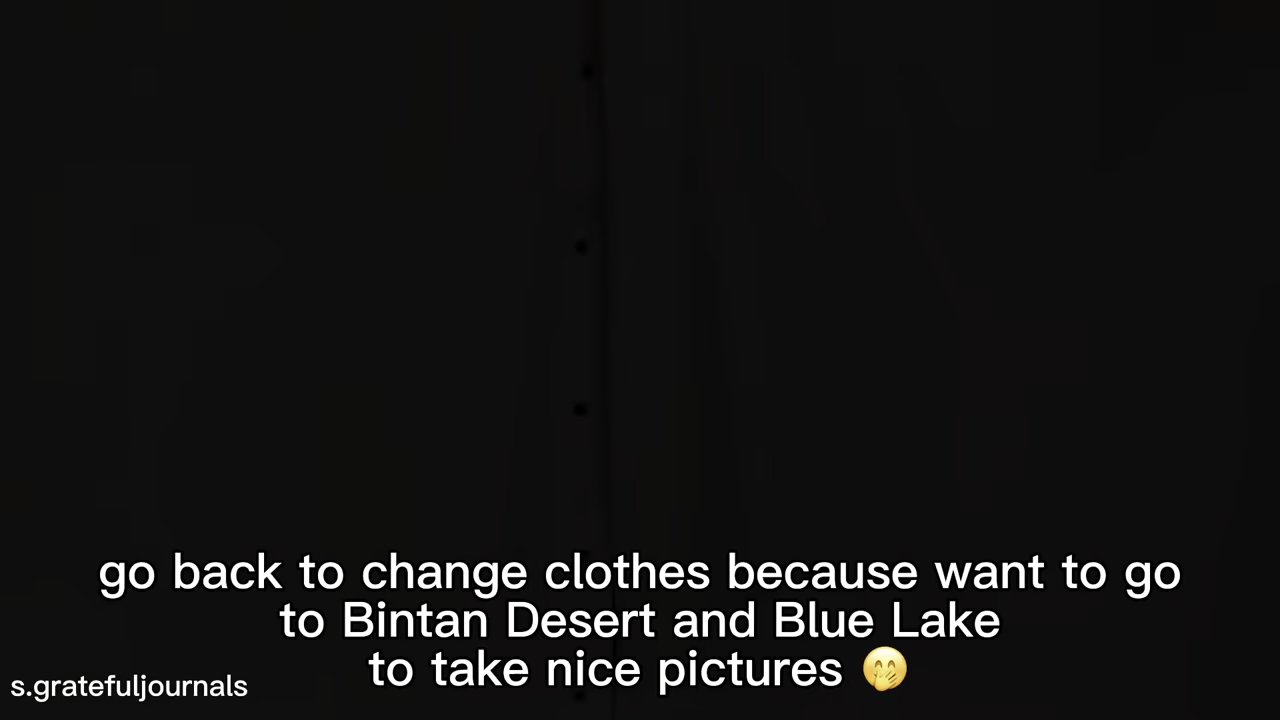 go back to change clothes because want to go
to Bintan Desert and Blue Lake
to take nice pictures 🤭
s.gratefuljournals